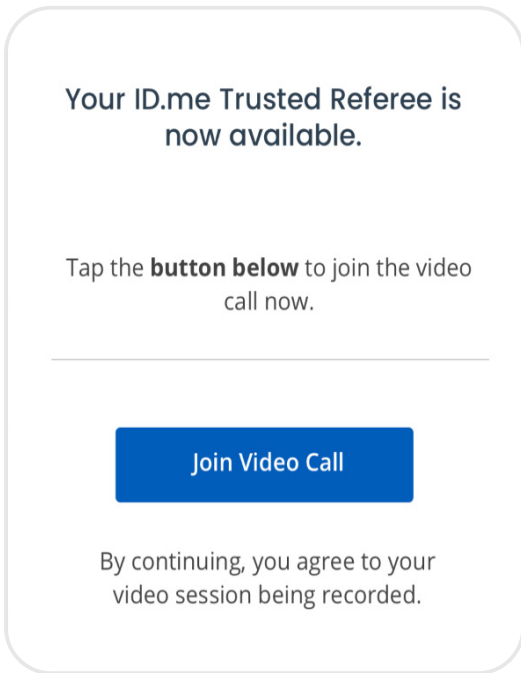 Your ID.me Trusted Referee is
now available.
Tap the button below to join the video
call now.
Join Video Call
By continuing, you agree to your
video session being recorded.